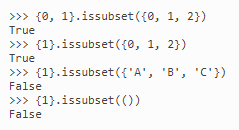 >>> {0, 1}.issubset({0, 1, 2})
True
>>> {1}.issubset({0, 1, 2})
True
>>> {1}.issubset({'A', 'B', 'C'})
False
>>> {1}.issubset(())
False